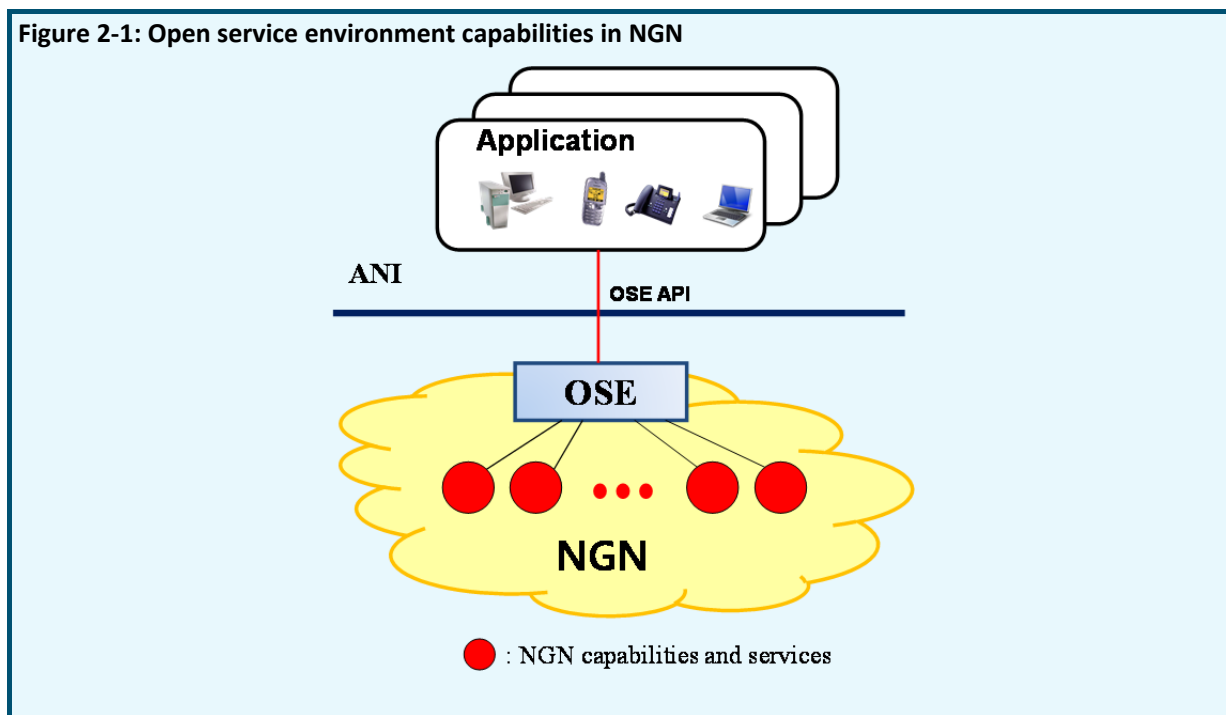 Figure 2-1: Open service environment capabilities in NGN
Application
ANI
OSE API
OSE
NGN
: NGN capabilities and services